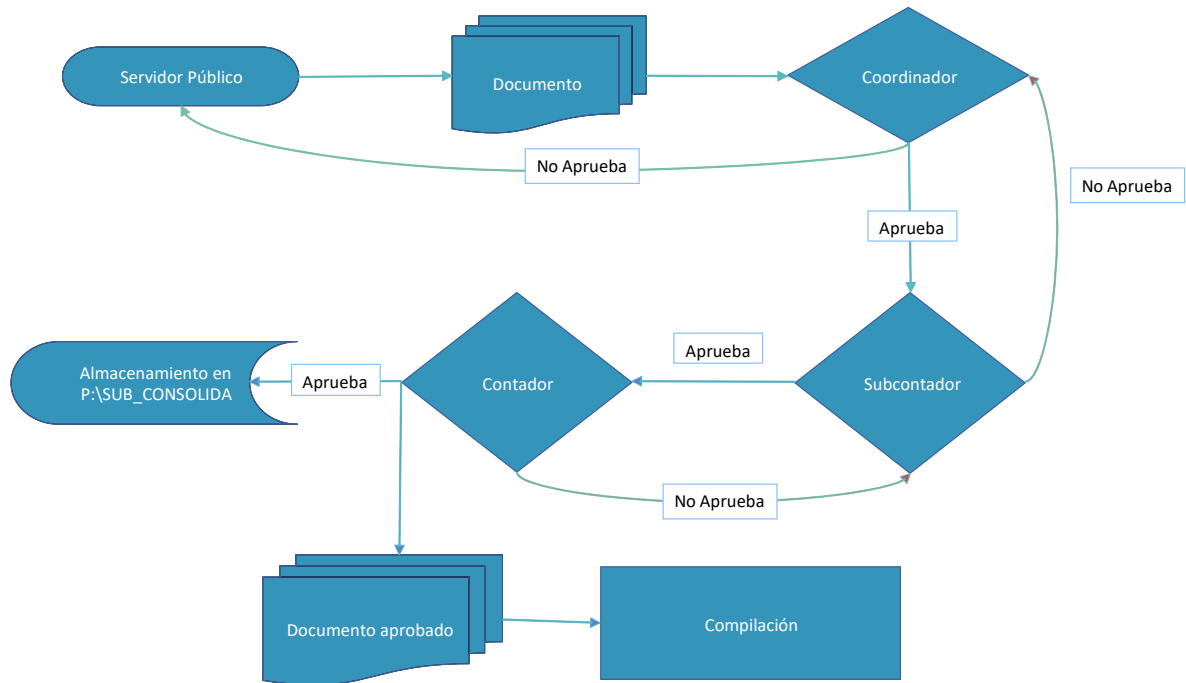 Servidor Público
Documento
Coordinador
No Aprueba
No Aprueba
Aprueba
Aprueba
Almacenamiento en
P:\SUB_CONSOLIDA
Aprueba
Contador
Subcontador
No Aprueba
Documento aprobado
Compilación